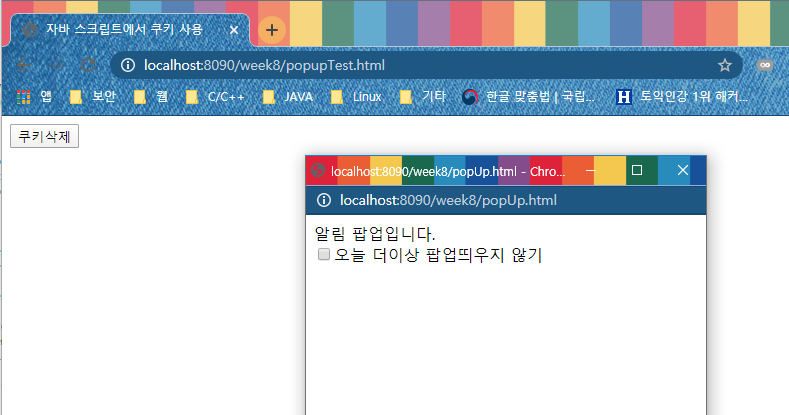 자바 스크립트에서 쿠키 사용
localhost:8090/week8/popupTest.html
앱 보안 웹 C/C++ JAVA Linux 기타 한글 맞춤법 | 국립... H 토익인강 1위 해커...
쿠키삭제
localhost:8090/week8/popUp.html - Chro...
localhost:8090/week8/popUp.html
알림 팝업입니다.
오늘 더이상 팝업띄우지 않기